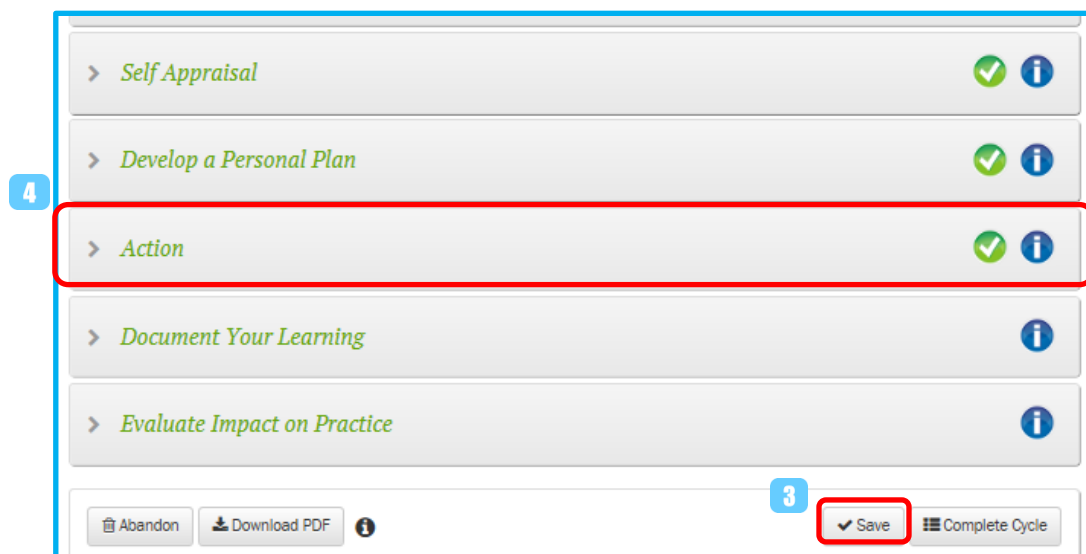 Self Appraisal
Develop a Personal Plan
4
Action
Document Your Learning
Evaluate Impact on Practice
3
Abandon Download PDF Save Complete Cycle